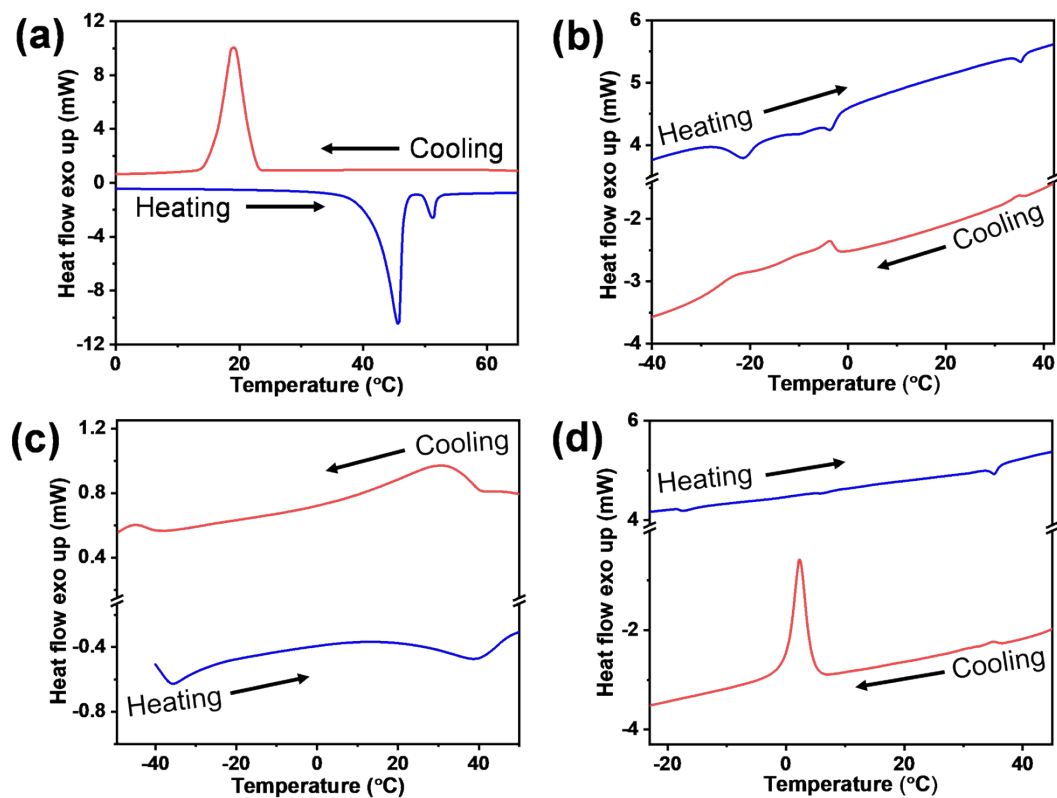 (a)
Heat flow exo up (mW)
12
8
4
0
-4
-8
-12
Cooling
Heating
0
20
40
60
Temperature (°C)
(b)
Heat flow exo up (mW)
6
5
4
-2
-3
-4
Heating
Cooling
-40
-20
0
20
40
Temperature (°C)
(c)
Heat flow exo up (mW)
1.2
0.8
0.4
-0.4
-0.8
Cooling
Heating
-40
-20
0
20
40
Temperature (°C)
(d)
Heat flow exo up (mW)
6
4
-2
-4
Heating
Cooling
-20
0
20
40
Temperature (°C)